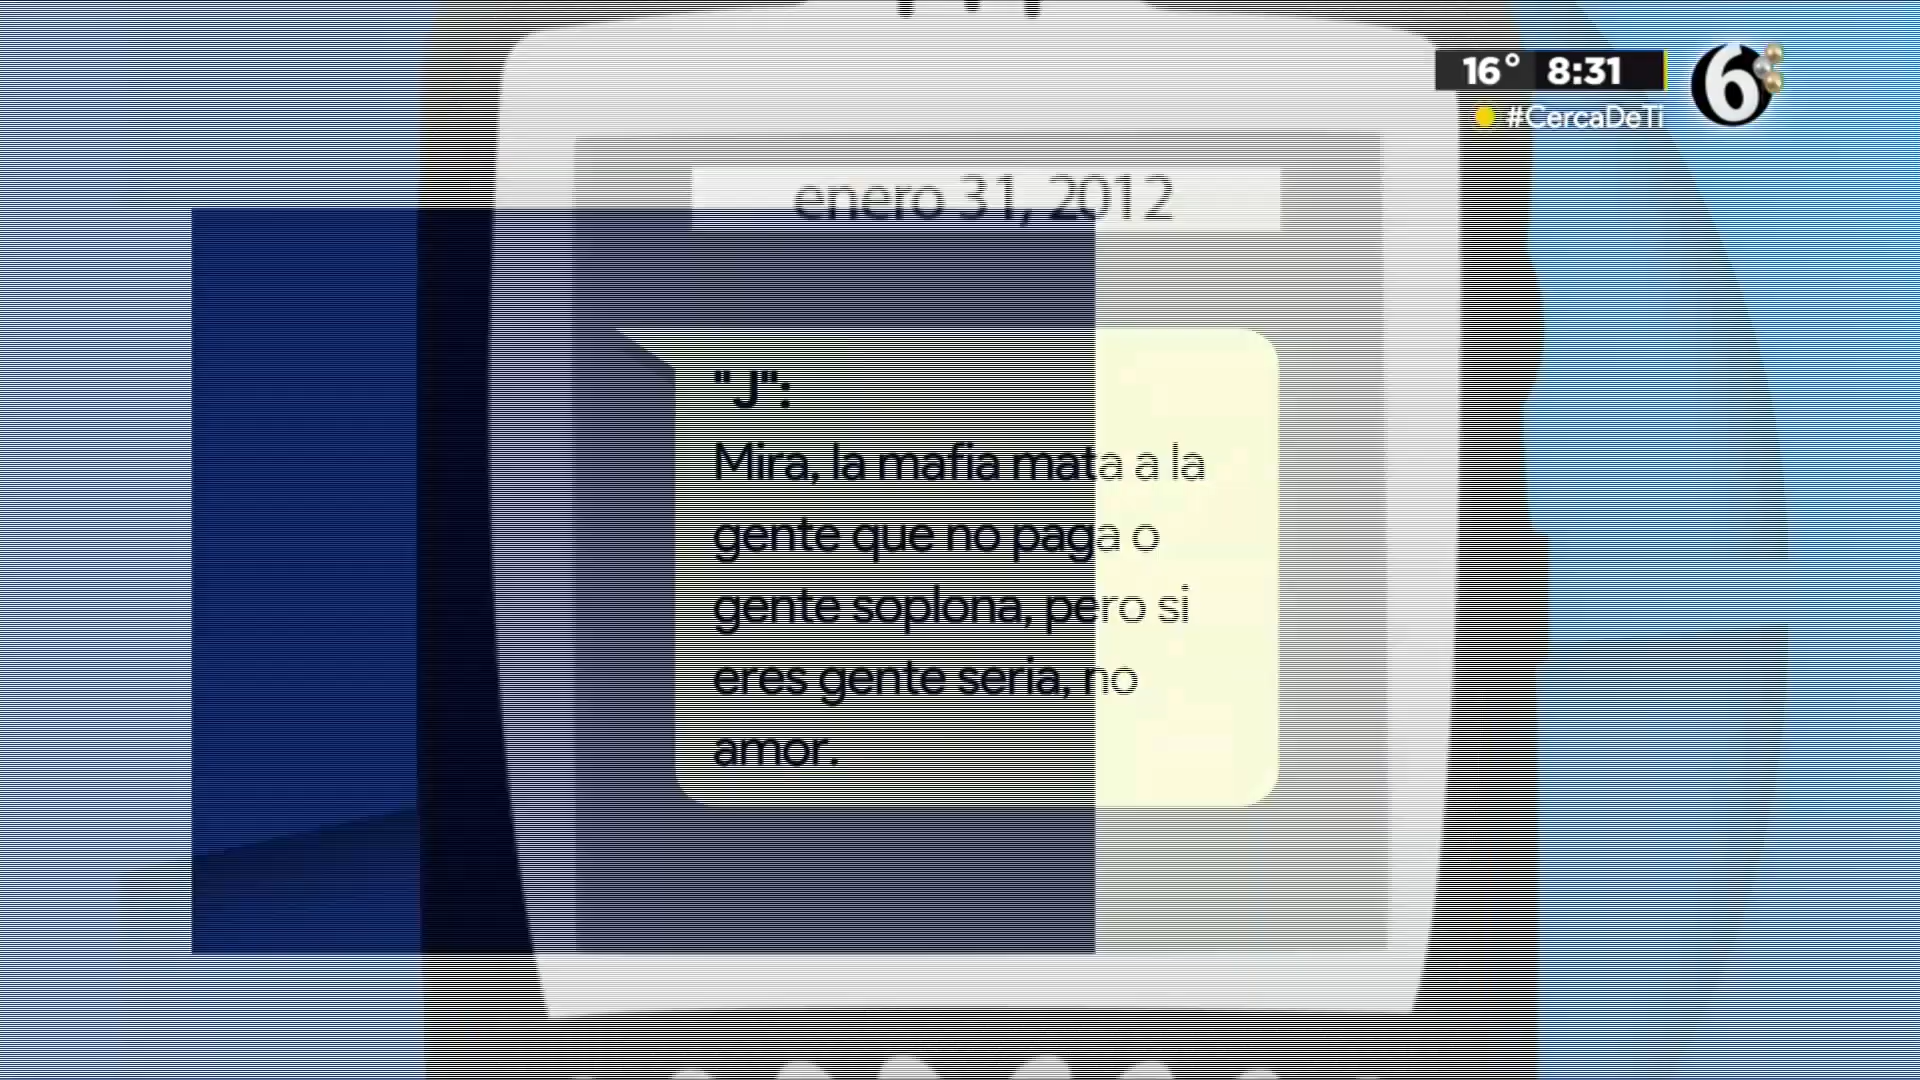 16° 8:31
6
#CercaDeTi
enero 31, 2012
"J":
Mira, la mafia mata a la
gente que no paga o
gente soplona, pero si
eres gente seria, no
amor.